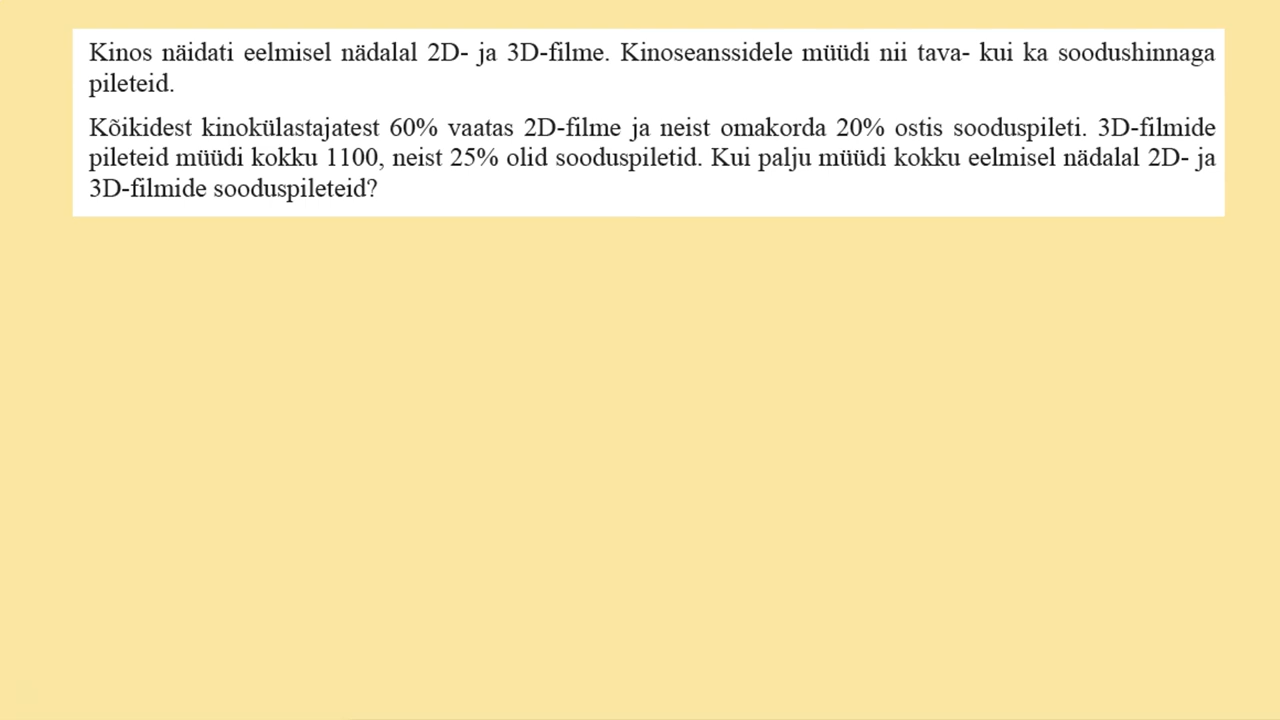 Kinos näidati eelmisel nädalal 2D- ja 3D-filme. Kinoseanssidele müüdi nii tava- kui ka soodushinnaga
pileteid.
Kõikidest kinokülastajatest 60% vaatas 2D-filme ja neist omakorda 20% ostis sooduspileti. 3D-filmide
pileteid müüdi kokku 1100, neist 25% olid sooduspiletid. Kui palju müüdi kokku eelmisel nädalal 2D- ja
3D-filmide sooduspileteid?